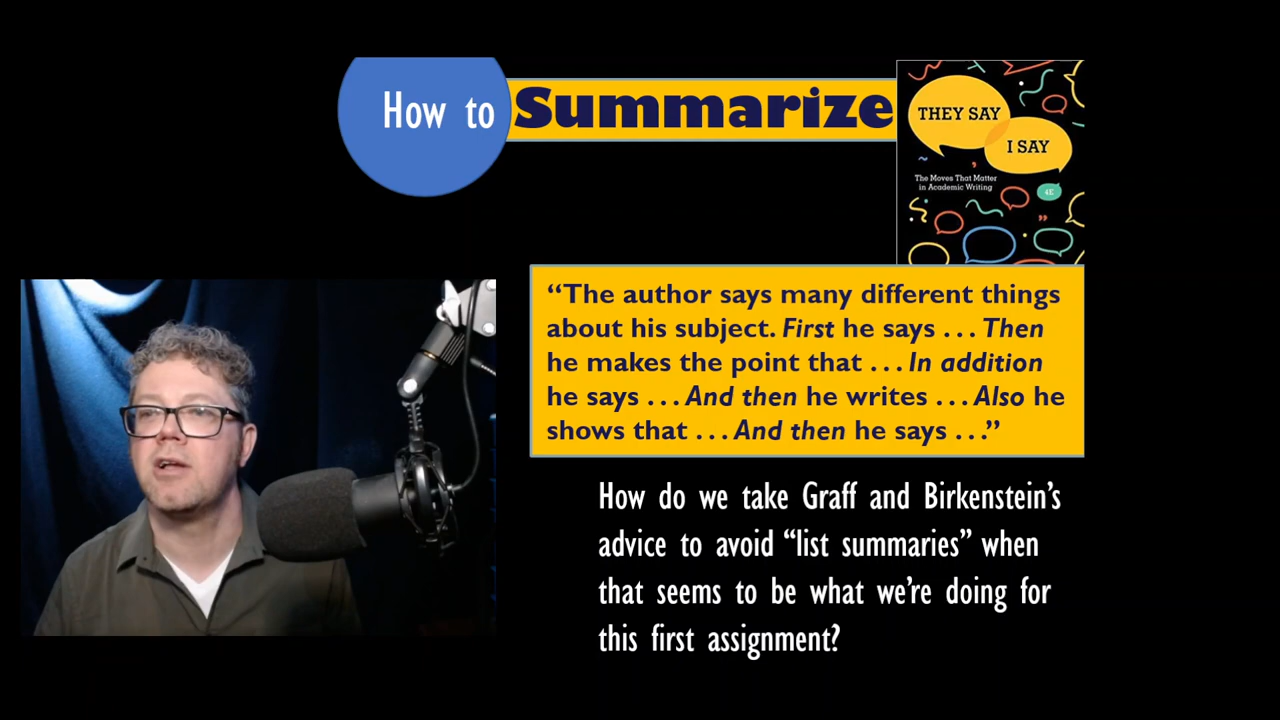 How to Summarize
THEY SAY
I SAY
The Moves That Matter
in Academic Writing
4E
“The author says many different things
about his subject. First he says . . . Then
he makes the point that . . . In addition
he says . . . And then he writes . . . Also he
shows that . . . And then he says . . .”
How do we take Graff and Birkenstein’s
advice to avoid “list summaries” when
that seems to be what we’re doing for
this first assignment?